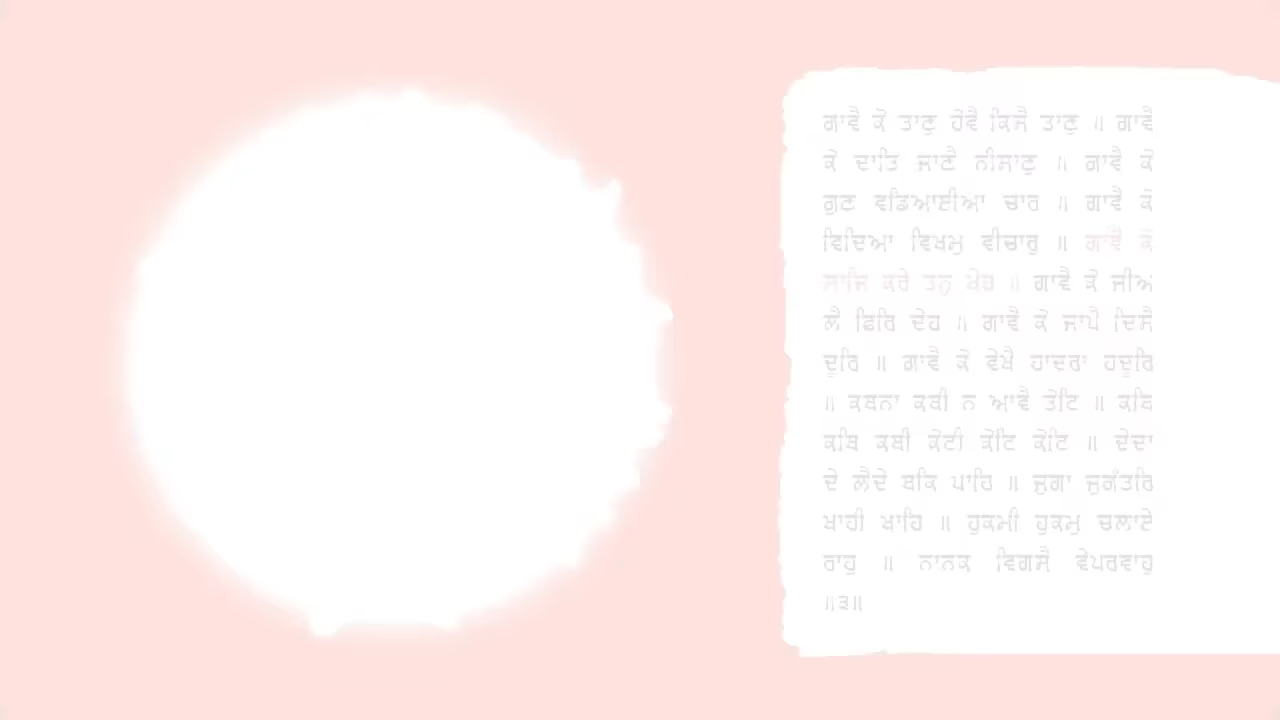 ਗਾਵੈ ਕੋ ਤਾਣੁ ਹੋਵੈ ਕਿਸੈ ਤਾਣੁ ॥ ਗਾਵੈ
ਕੋ ਦਾਤਿ ਜਾਣੈ ਨੀਸਾਣੁ ॥ ਗਾਵੈ ਕੋ
ਗੁਣ ਵਡਿਆਈਆ ਚਾਰ ॥ ਗਾਵੈ ਕੋ
ਵਿਦਿਆ ਵਿਖਮੁ ਵੀਚਾਰੁ ॥ ਗਾਵੈ ਕੋ
ਸਾਜਿ ਕਰੇ ਤਨੁ ਖੇਹ ॥ ਗਾਵੈ ਕੋ ਜੀਅ
ਲੈ ਫਿਰਿ ਦੇਹ ॥ ਗਾਵੈ ਕੋ ਜਾਪੈ ਦਿਸੈ
ਦੂਰਿ ॥ ਗਾਵੈ ਕੋ ਵੇਖੈ ਹਾਦਰਾ ਹਦੂਰਿ
॥ ਕਥਨਾ ਕਥੀ ਨ ਆਵੈ ਤੋਟਿ ॥ ਕਥਿ
ਕਥਿ ਕਥੀ ਕੋਟੀ ਕੋਟਿ ਕੋਟਿ ॥ ਦੇਦਾ
ਦੇ ਲੈਦੇ ਥਕਿ ਪਾਹਿ ॥ ਜੁਗਾ ਜੁਗੰਤਰਿ
ਖਾਹੀ ਖਾਹਿ ॥ ਹੁਕਮੀ ਹੁਕਮੁ ਚਲਾਏ
ਰਾਹੁ ॥ ਨਾਨਕ ਵਿਗਸੈ ਵੇਪਰਵਾਹੁ
॥੩॥